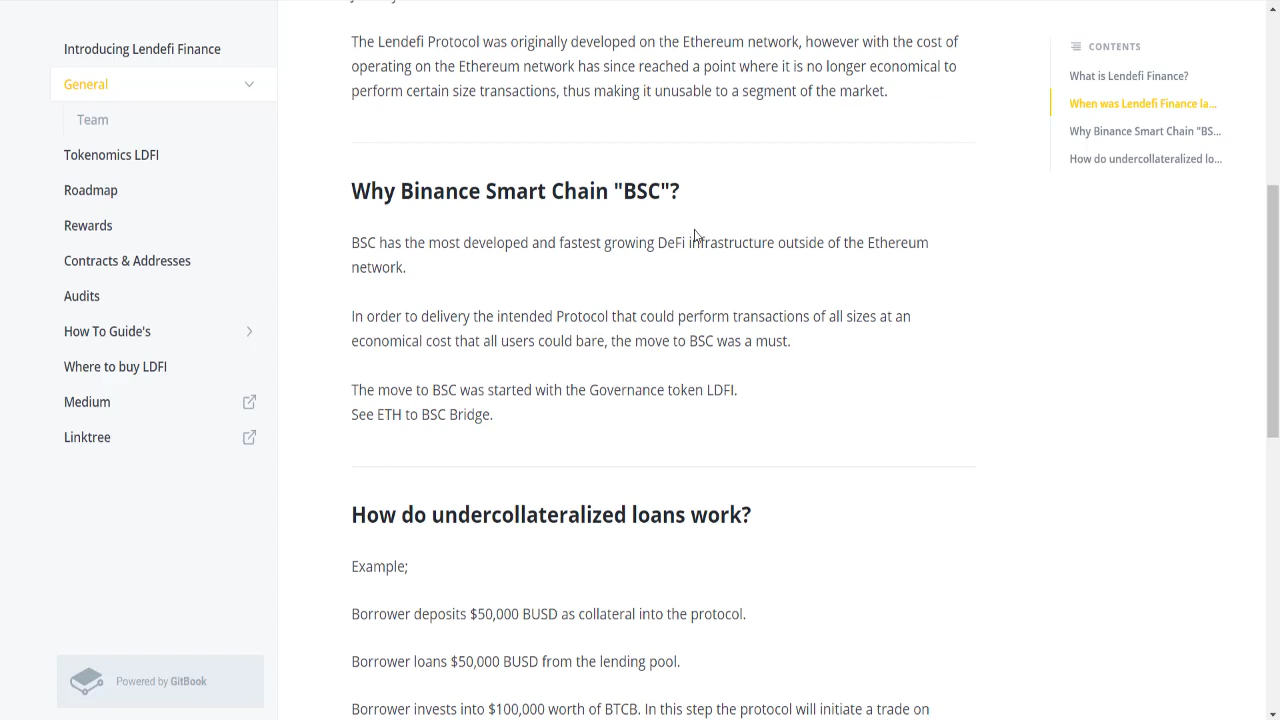 Introducing Lendefi Finance
General
Team
Tokenomics LDFI
Roadmap
Rewards
Contracts & Addresses
Audits
How To Guide's
Where to buy LDFI
Medium
Linktree
Powered by GitBook
The Lendefi Protocol was originally developed on the Ethereum network, however with the cost of
operating on the Ethereum network has since reached a point where it is no longer economical to
perform certain size transactions, thus making it unusable to a segment of the market.
Why Binance Smart Chain "BSC"?
BSC has the most developed and fastest growing DeFi infrastructure outside of the Ethereum
network.
In order to delivery the intended Protocol that could perform transactions of all sizes at an
economical cost that all users could bare, the move to BSC was a must.
The move to BSC was started with the Governance token LDFI.
See ETH to BSC Bridge.
How do undercollateralized loans work?
Example;
Borrower deposits $50,000 BUSD as collateral into the protocol.
Borrower loans $50,000 BUSD from the lending pool.
Borrower invests into $100,000 worth of BTCB. In this step the protocol will initiate a trade on
CONTENTS
What is Lendefi Finance?
When was Lendefi Finance la...
Why Binance Smart Chain "BS...
How do undercollateralized lo...